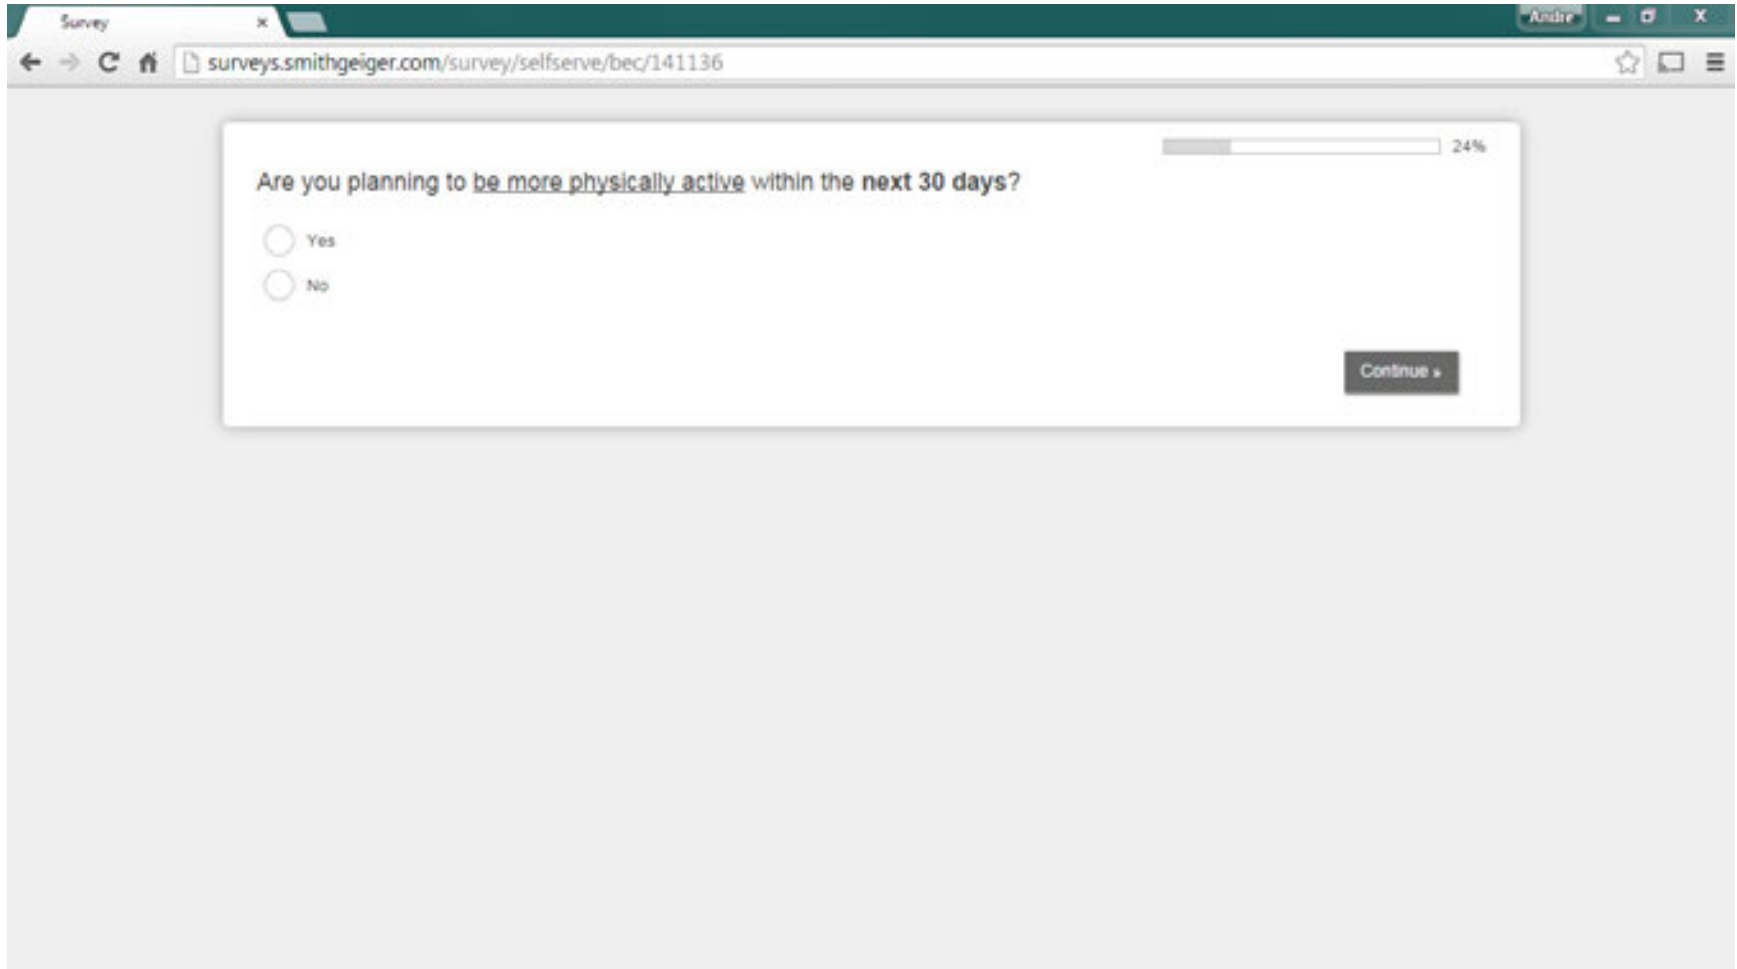 Survey
Andre
surveys.smithgeiger.com/survey/selfserve/bec/141136
24%
Are you planning to be more physically active within the next 30 days?
Yes
No
Continue »